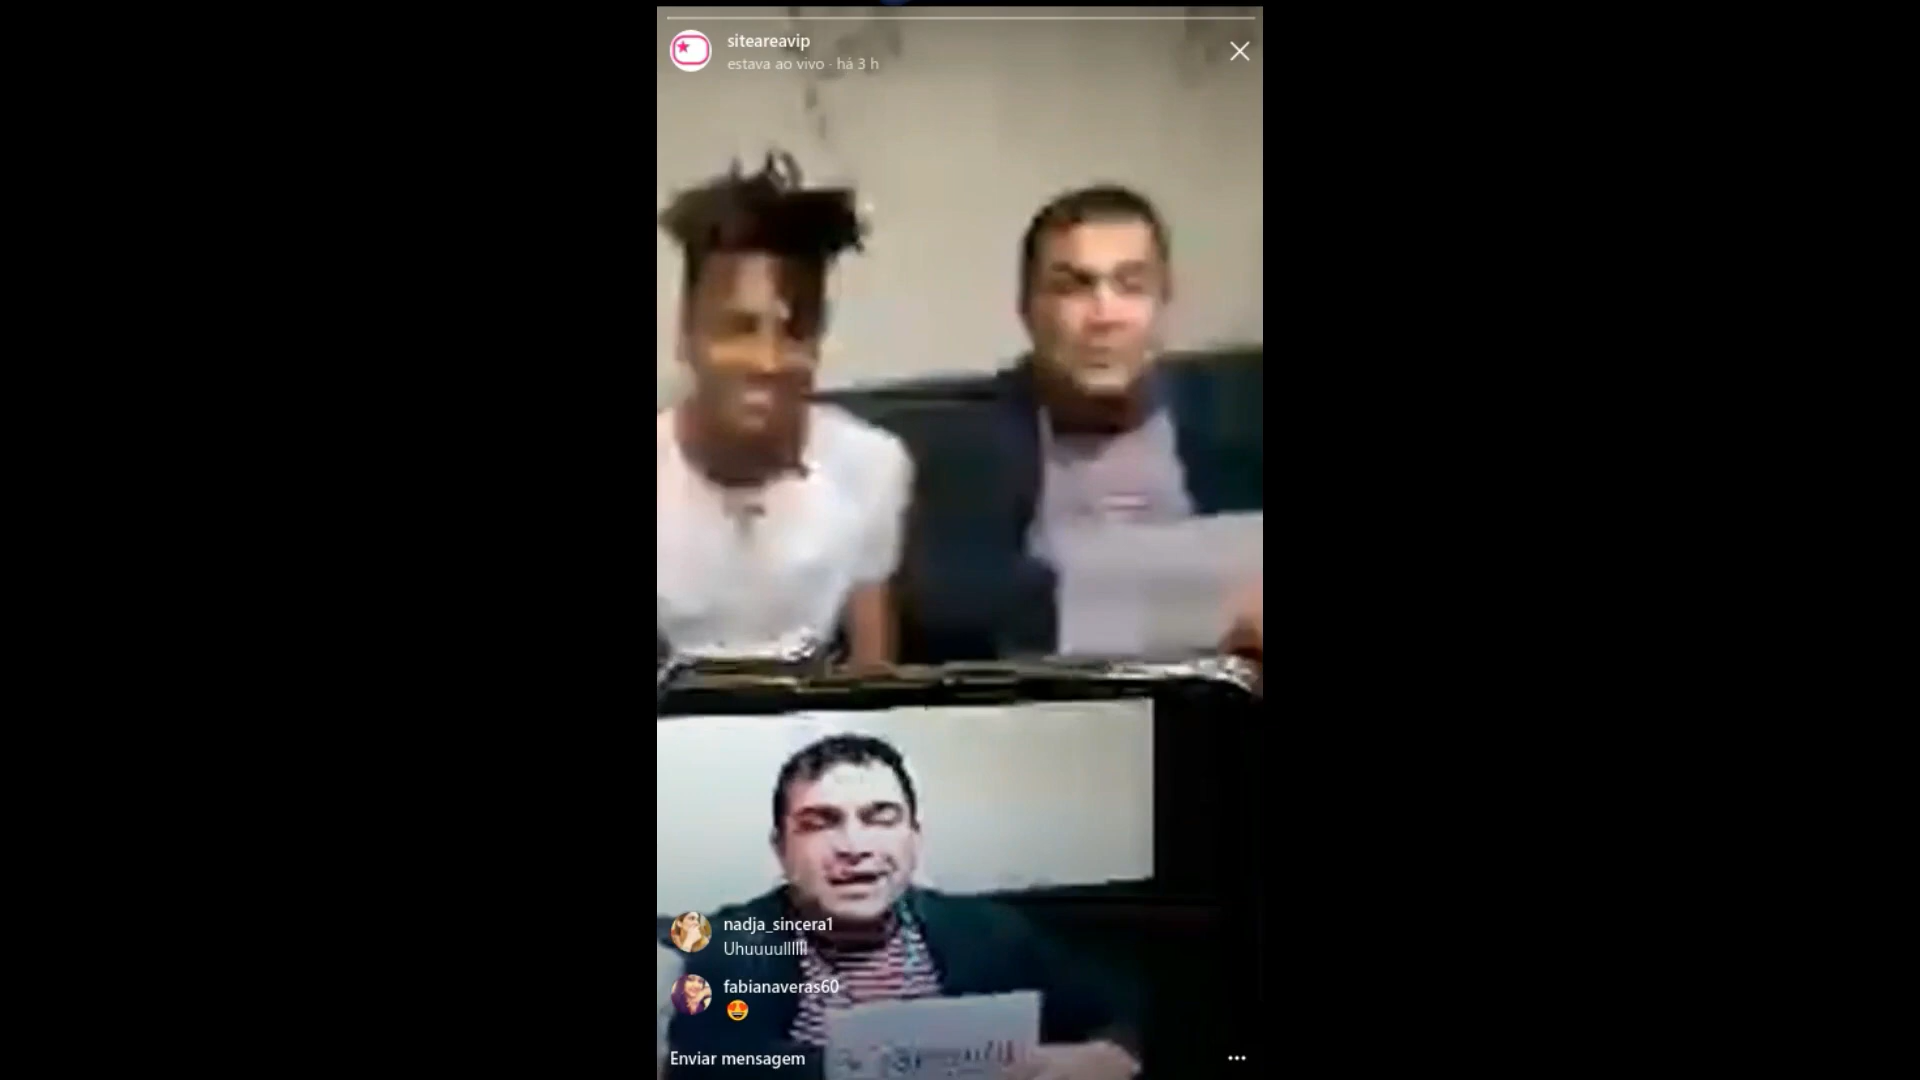 siteareavip
estava ao vivo · há 3 h
nadja_sincera1
Uhuuuullllll
fabianaveras60
😍
Enviar mensagem